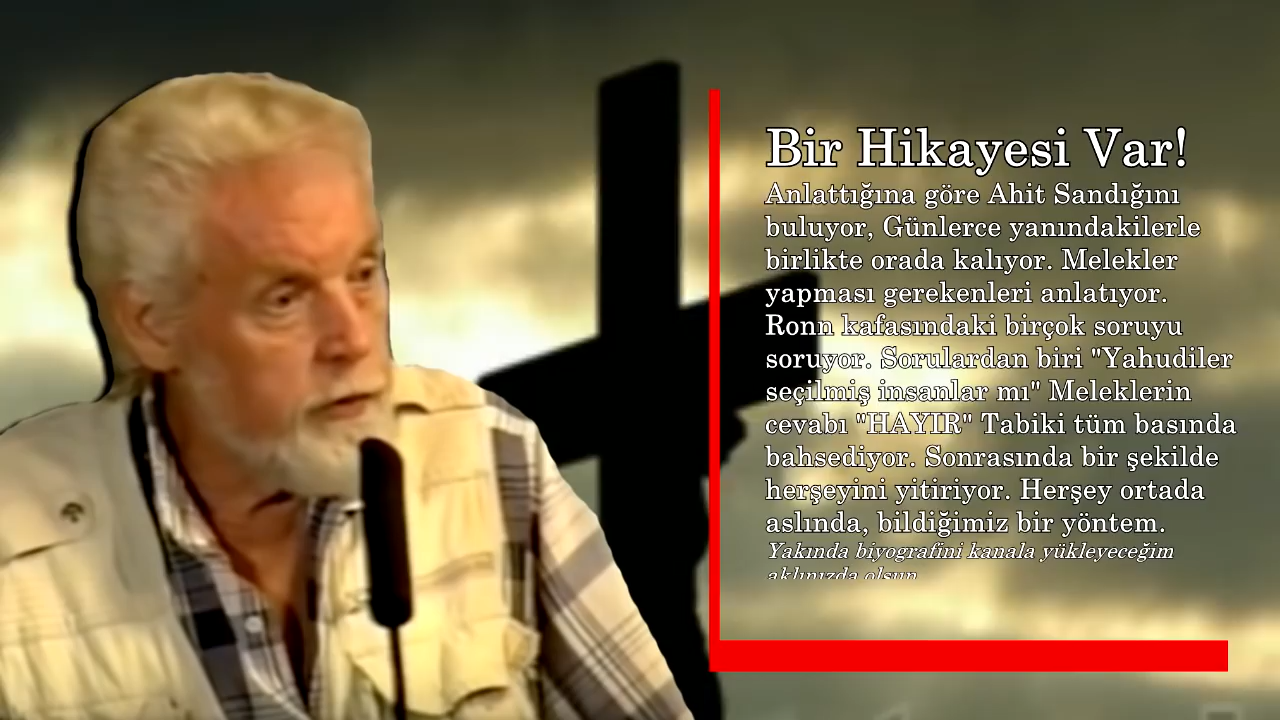 Bir Hikayesi Var!
Anlattığına göre Ahit Sandığını
buluyor, Günlerce yanındakilerle
birlikte orada kalıyor. Melekler
yapması gerekenleri anlatıyor.
Ronn kafasındaki birçok soruyu
soruyor. Sorulardan biri "Yahudiler
seçilmiş insanlar mı" Meleklerin
cevabı "HAYIR" Tabiki tüm basında
bahsediyor. Sonrasında bir şekilde
herşeyini yitiriyor. Herşey ortada
aslında, bildiğimiz bir yöntem.
Yakında biyografini kanala yükleyeceğim
aklınızda olsun